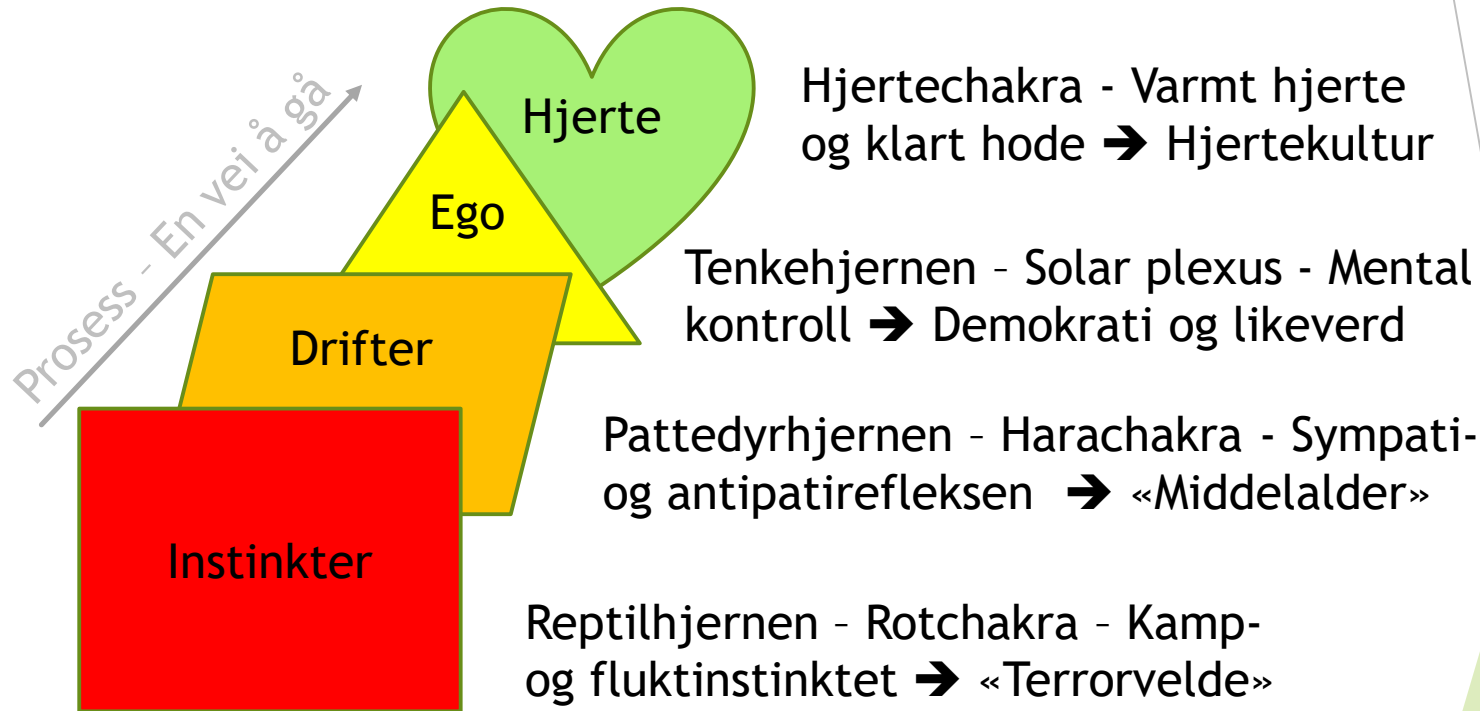 Prosess – En vei å gå
Hjerte
Hjertechakra - Varmt hjerte
og klart hode ➔ Hjertekultur
Ego
Tenkehjernen – Solar plexus - Mental
kontroll ➔ Demokrati og likeverd
Drifter
Pattedyrhjernen – Harachakra - Sympati-
og antipatirefleksen ➔ «Middelalder»
Instinkter
Reptilhjernen – Rotchakra – Kamp-
og fluktinstinktet ➔ «Terrorvelde»